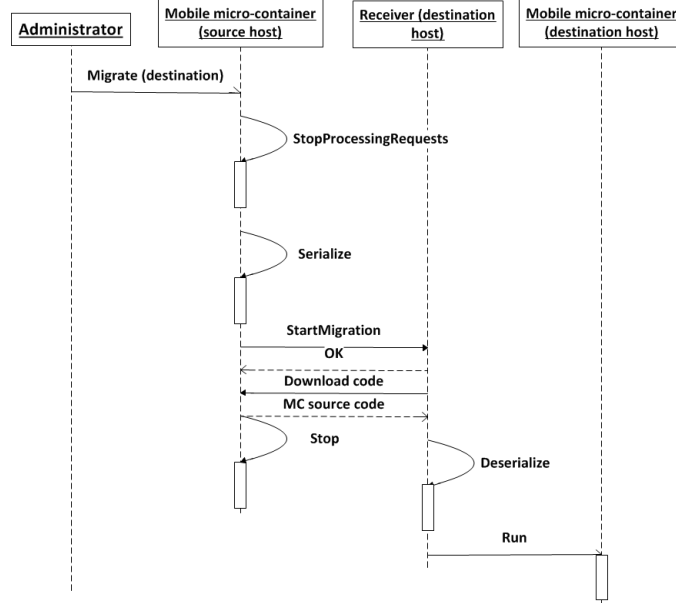 Administrator
Mobile micro-container
(source host)
Receiver (destination
host)
Mobile micro-container
(destination host)
Migrate (destination)
StopProcessingRequests
Serialize
StartMigration
OK
Download code
MC source code
Stop
Deserialize
Run